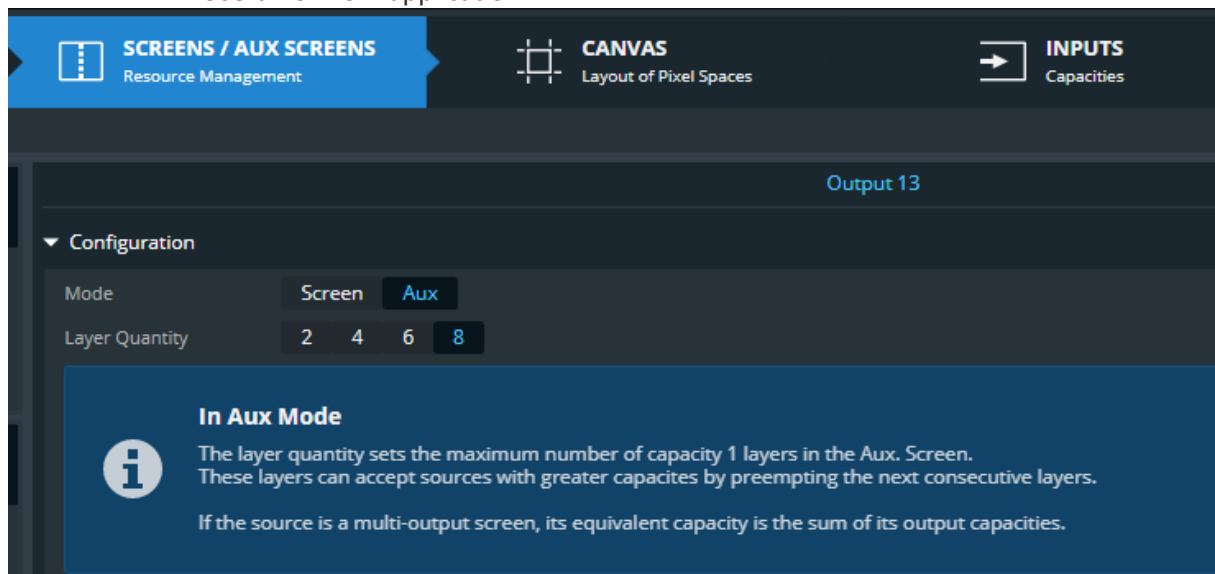 SCREENS / AUX SCREENS
Resource Management
CANVAS
Layout of Pixel Spaces
INPUTS
Capacities
Output 13
Configuration
Mode Screen Aux
Layer Quantity 2 4 6 8
In Aux Mode
The layer quantity sets the maximum number of capacity 1 layers in the Aux. Screen.
These layers can accept sources with greater capacites by preempting the next consecutive layers.
If the source is a multi-output screen, its equivalent capacity is the sum of its output capacities.